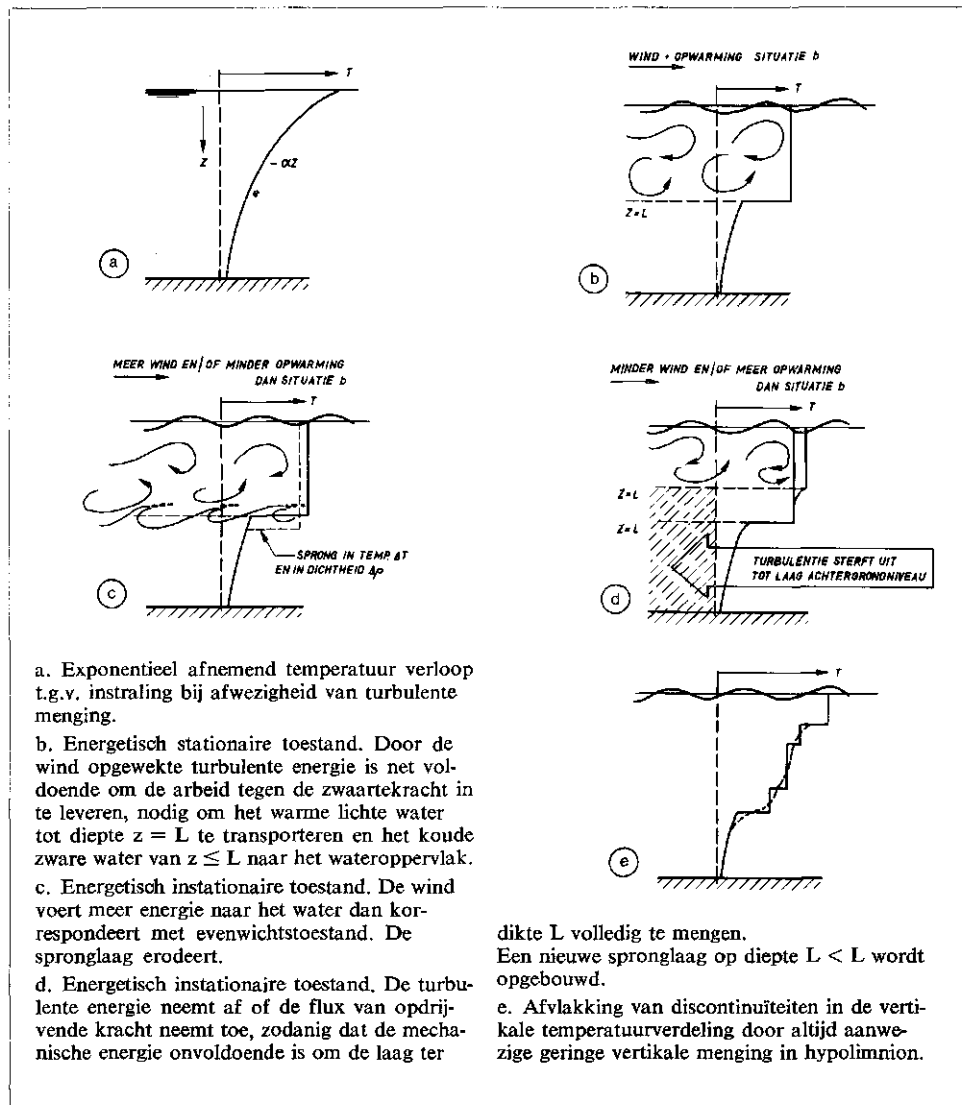 T
z
e - αz
a
WIND + OPWARMING SITUATIE b
T
Z=L
b
MEER WIND EN/OF MINDER OPWARMING
DAN SITUATIE b
T
SPRONG IN TEMP. ΔT
EN IN DICHTHEID Δρ
c
MINDER WIND EN/OF MEER OPWARMING
DAN SITUATIE b
T
Z=L
Z=L
TURBULENTIE STERFT UIT
TOT LAAG ACHTERGRONDNIVEAU
d
T
e
a. Exponentieel afnemend temperatuur verloop
t.g.v. instraling bij afwezigheid van turbulente
menging.
b. Energetisch stationaire toestand. Door de
wind opgewekte turbulente energie is net vol-
doende om de arbeid tegen de zwaartekracht in
te leveren, nodig om het warme lichte water
tot diepte z = L te transporteren en het koude
zware water van z ≤ L naar het wateroppervlak.
c. Energetisch instationaire toestand. De wind
voert meer energie naar het water dan kor-
respondeert met evenwichtstoestand. De
spronglaag erodeert.
d. Energetisch instationaire toestand. De turbu-
lente energie neemt af of de flux van opdrij-
vende kracht neemt toe, zodanig dat de mecha-
nische energie onvoldoende is om de laag ter
dikte L volledig te mengen.
Een nieuwe spronglaag op diepte L < L wordt
opgebouwd.
e. Afvlakking van discontinuïteiten in de verti-
kale temperatuurverdeling door altijd aanwe-
zige geringe vertikale menging in hypolimnion.